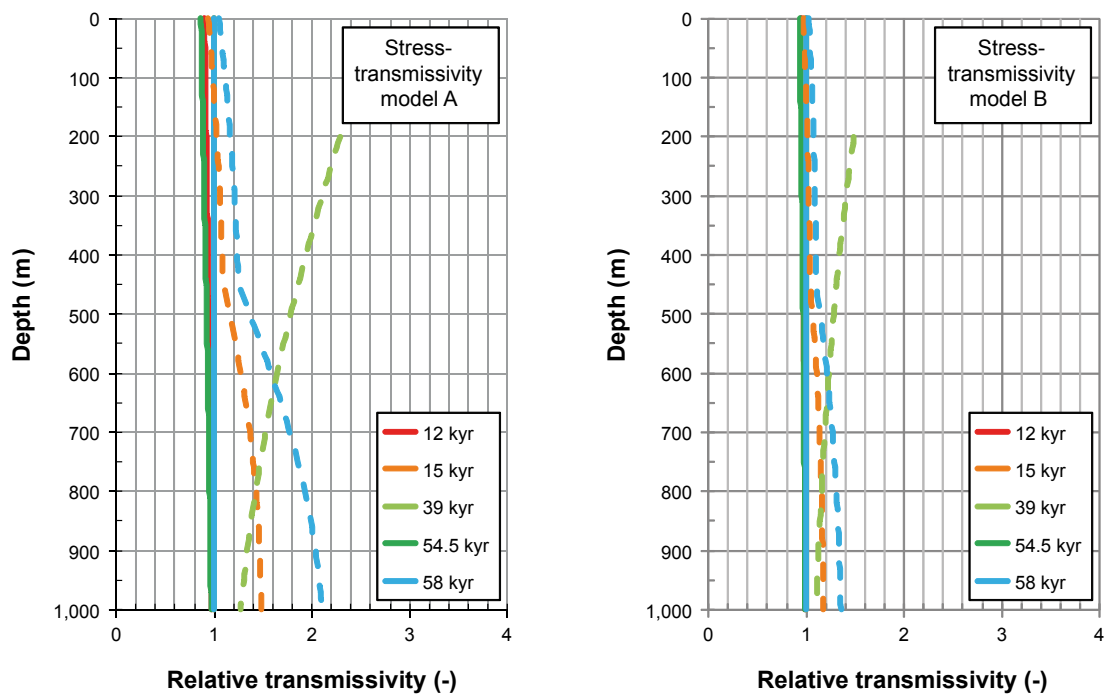 Stress-
transmissivity
model A
Depth (m)
0
100
200
300
400
500
600
700
800
900
1,000
12 kyr
15 kyr
39 kyr
54.5 kyr
58 kyr
0
1
2
3
4
Relative transmissivity (-)
Stress-
transmissivity
model B
Depth (m)
0
100
200
300
400
500
600
700
800
900
1,000
12 kyr
15 kyr
39 kyr
54.5 kyr
58 kyr
0
1
2
3
4
Relative transmissivity (-)